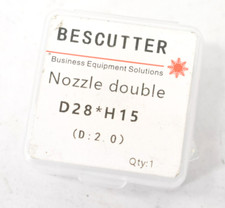 BESCUTTER
Business Equipment Solutions
Nozzle double
D28*H15
(D:2.0)
Qty:1